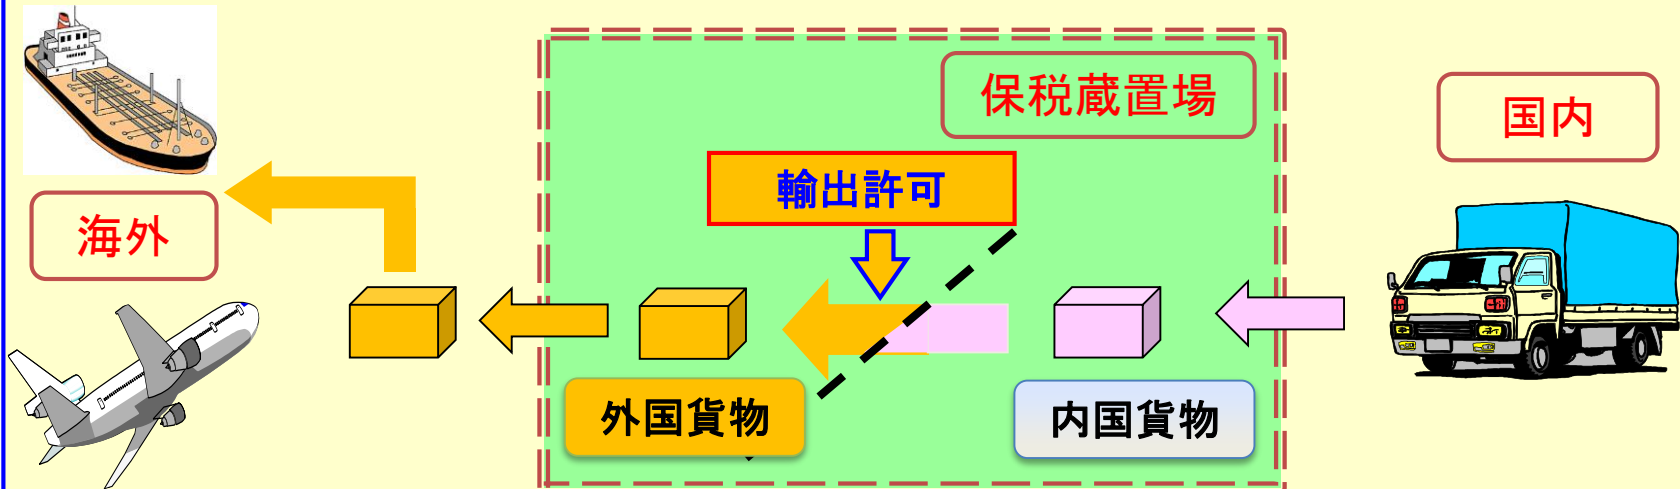 保税蔵置場
国内
輸出許可
海外
外国貨物
内国貨物